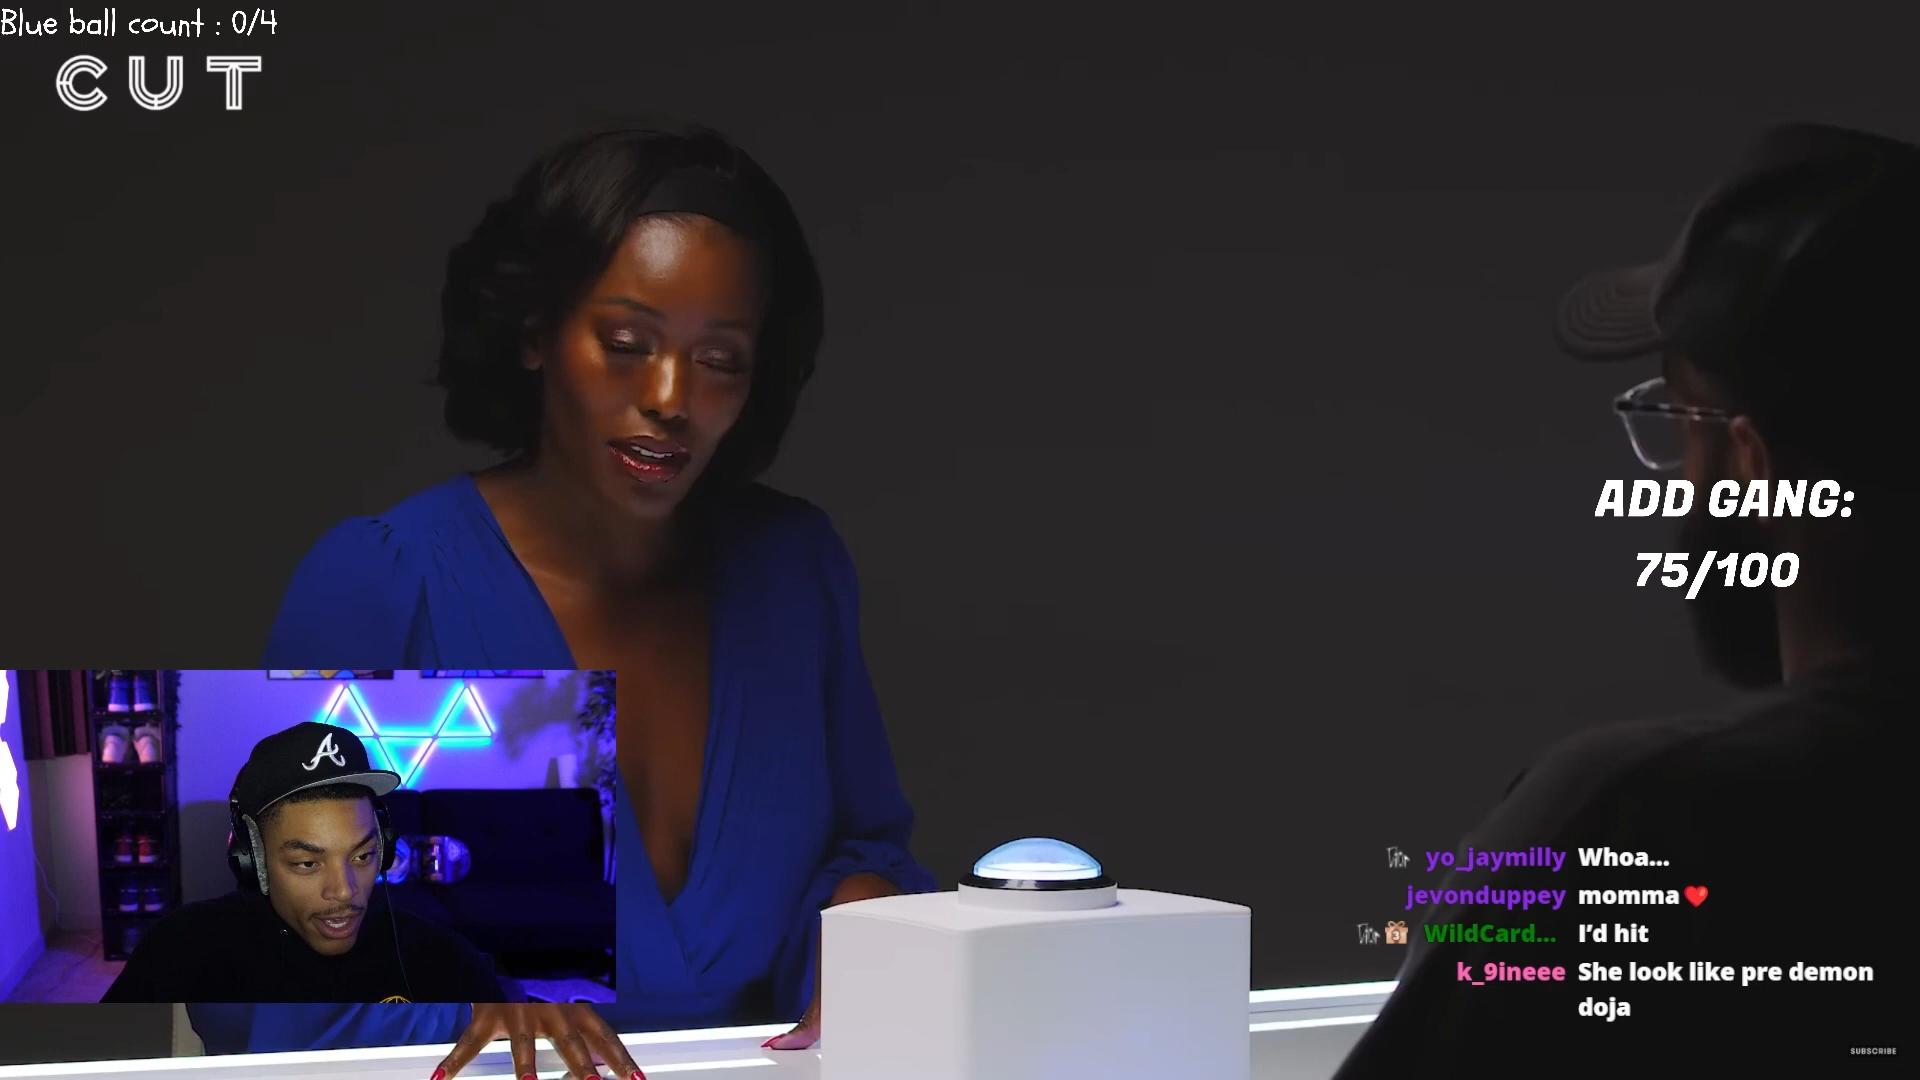 Blue ball count : 0/4
CUT
ADD GANG:
75/100
yo_jaymilly Whoa...
jevonduppey momma❤️
WildCard... I'd hit
k_9ineee She look like pre demon
doja
SUBSCRIBE